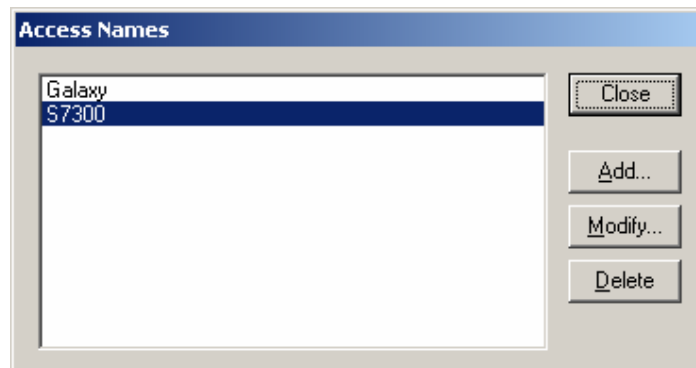 Access Names
Galaxy
S7300
Close
Add...
Modify...
Delete